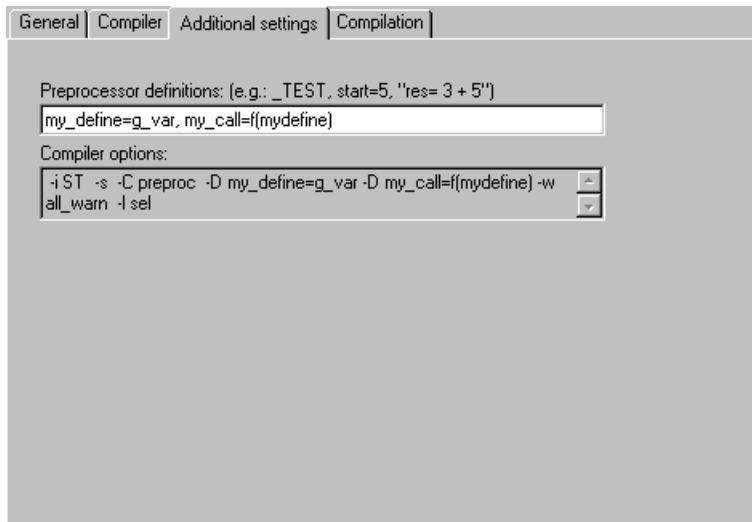 General
Compiler
Additional settings
Compilation
Preprocessor definitions: (e.g.: _TEST, start=5, "res= 3 + 5")
my_define=g_var, my_call=f(mydefine)
Compiler options:
-i ST -s -C preproc -D my_define=g_var -D my_call=f(mydefine) -w
all_warn -l sel